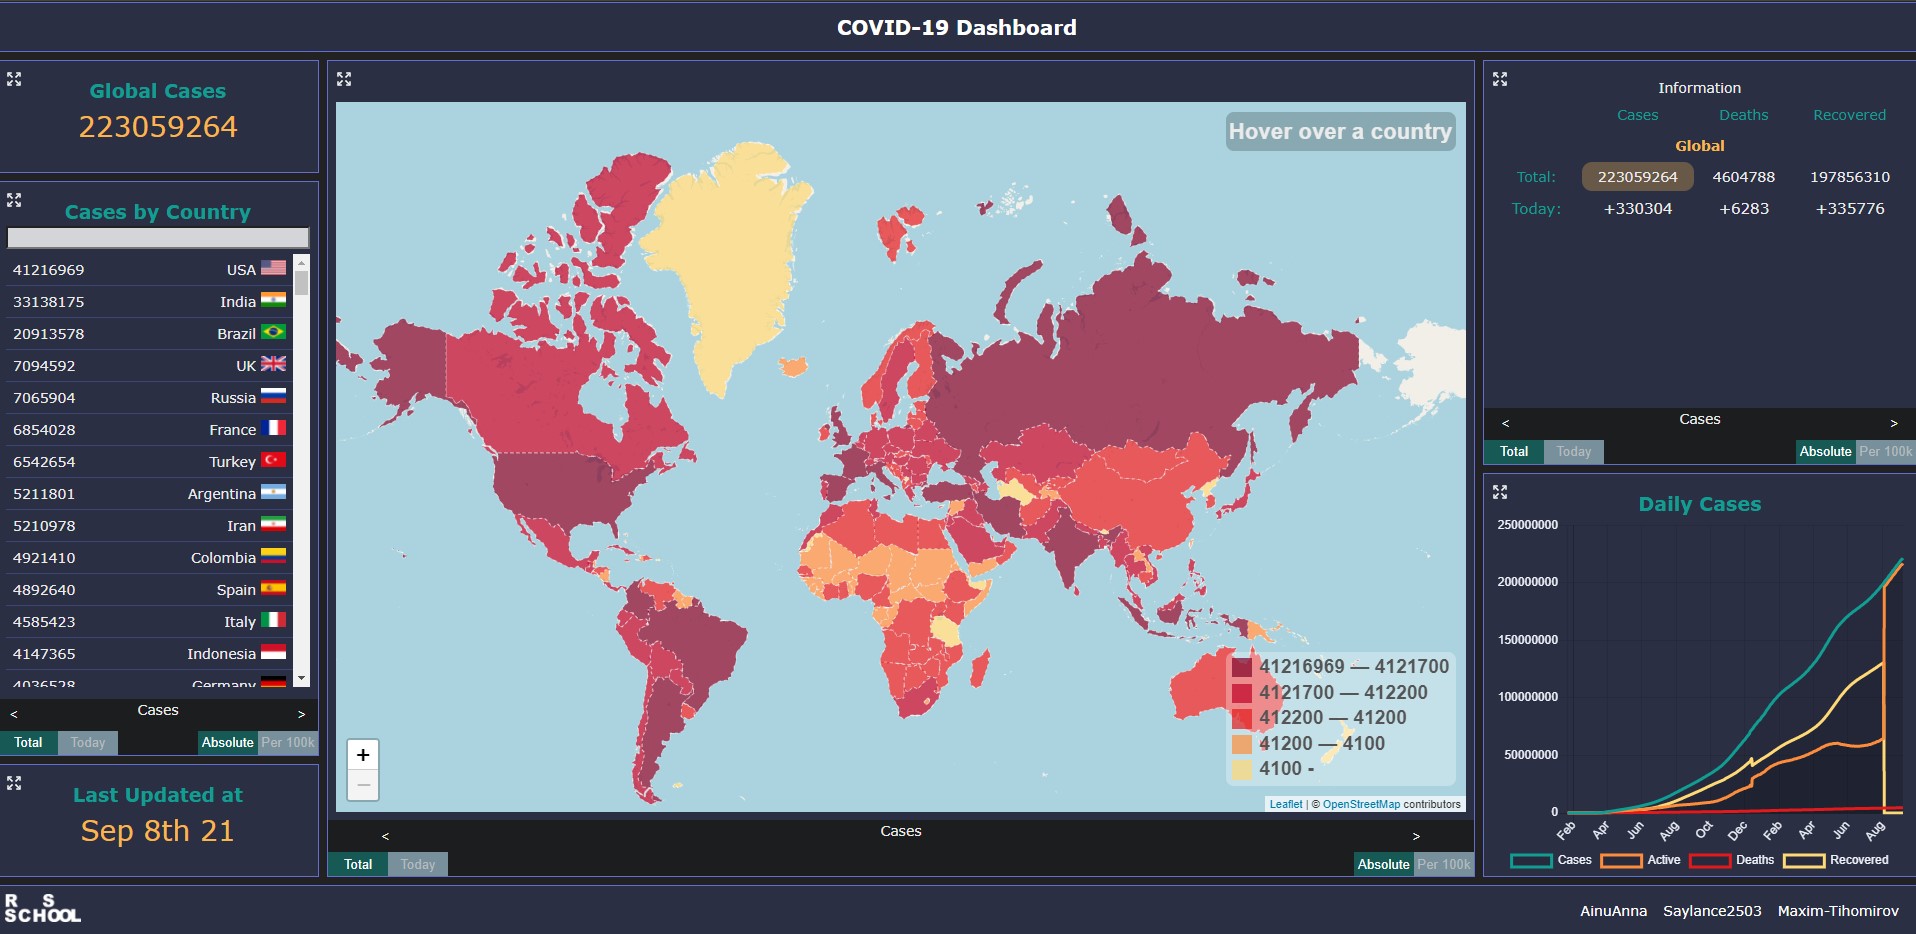 COVID-19 Dashboard
Global Cases
223059264
Cases by Country
41216969 USA
33138175 India
20913578 Brazil
7094592 UK
7065904 Russia
6854028 France
6542654 Turkey
5211801 Argentina
5210978 Iran
4921410 Colombia
4892640 Spain
4585423 Italy
4147365 Indonesia
4036528 Germany
< Cases >
Total Today Absolute Per 100k
Last Updated at
Sep 8th 21
Hover over a country
41216969 — 4121700
4121700 — 412200
412200 — 41200
41200 — 4100
4100 -
+
−
Leaflet | © OpenStreetMap contributors
< Cases >
Total Today Absolute Per 100k
Information
Cases Deaths Recovered
Global
Total: 223059264 4604788 197856310
Today: +330304 +6283 +335776
< Cases >
Total Today Absolute Per 100k
Daily Cases
250000000
200000000
150000000
100000000
50000000
0
Feb Apr Jun Aug Oct Dec Feb Apr Jun Aug
Cases Active Deaths Recovered
R S
SCHOOL
AinuAnna Saylance2503 Maxim-Tihomirov